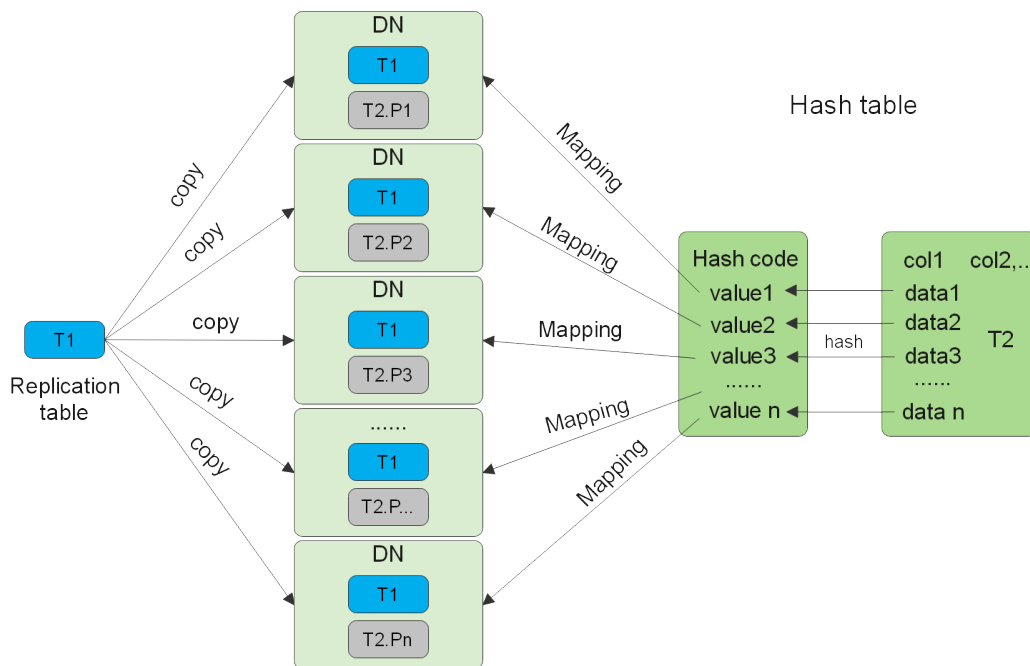 DN
T1
T2.P1
DN
T1
T2.P2
DN
T1
T2.P3
......
T1
T2.P...
DN
T1
T2.Pn
T1
Replication
table
copy
copy
copy
copy
copy
Mapping
Mapping
Mapping
Mapping
Mapping
Hash table
Hash code
value1
value2
value3
......
value n
hash
col1 col2,..
data1
data2
data3
......
data n
T2